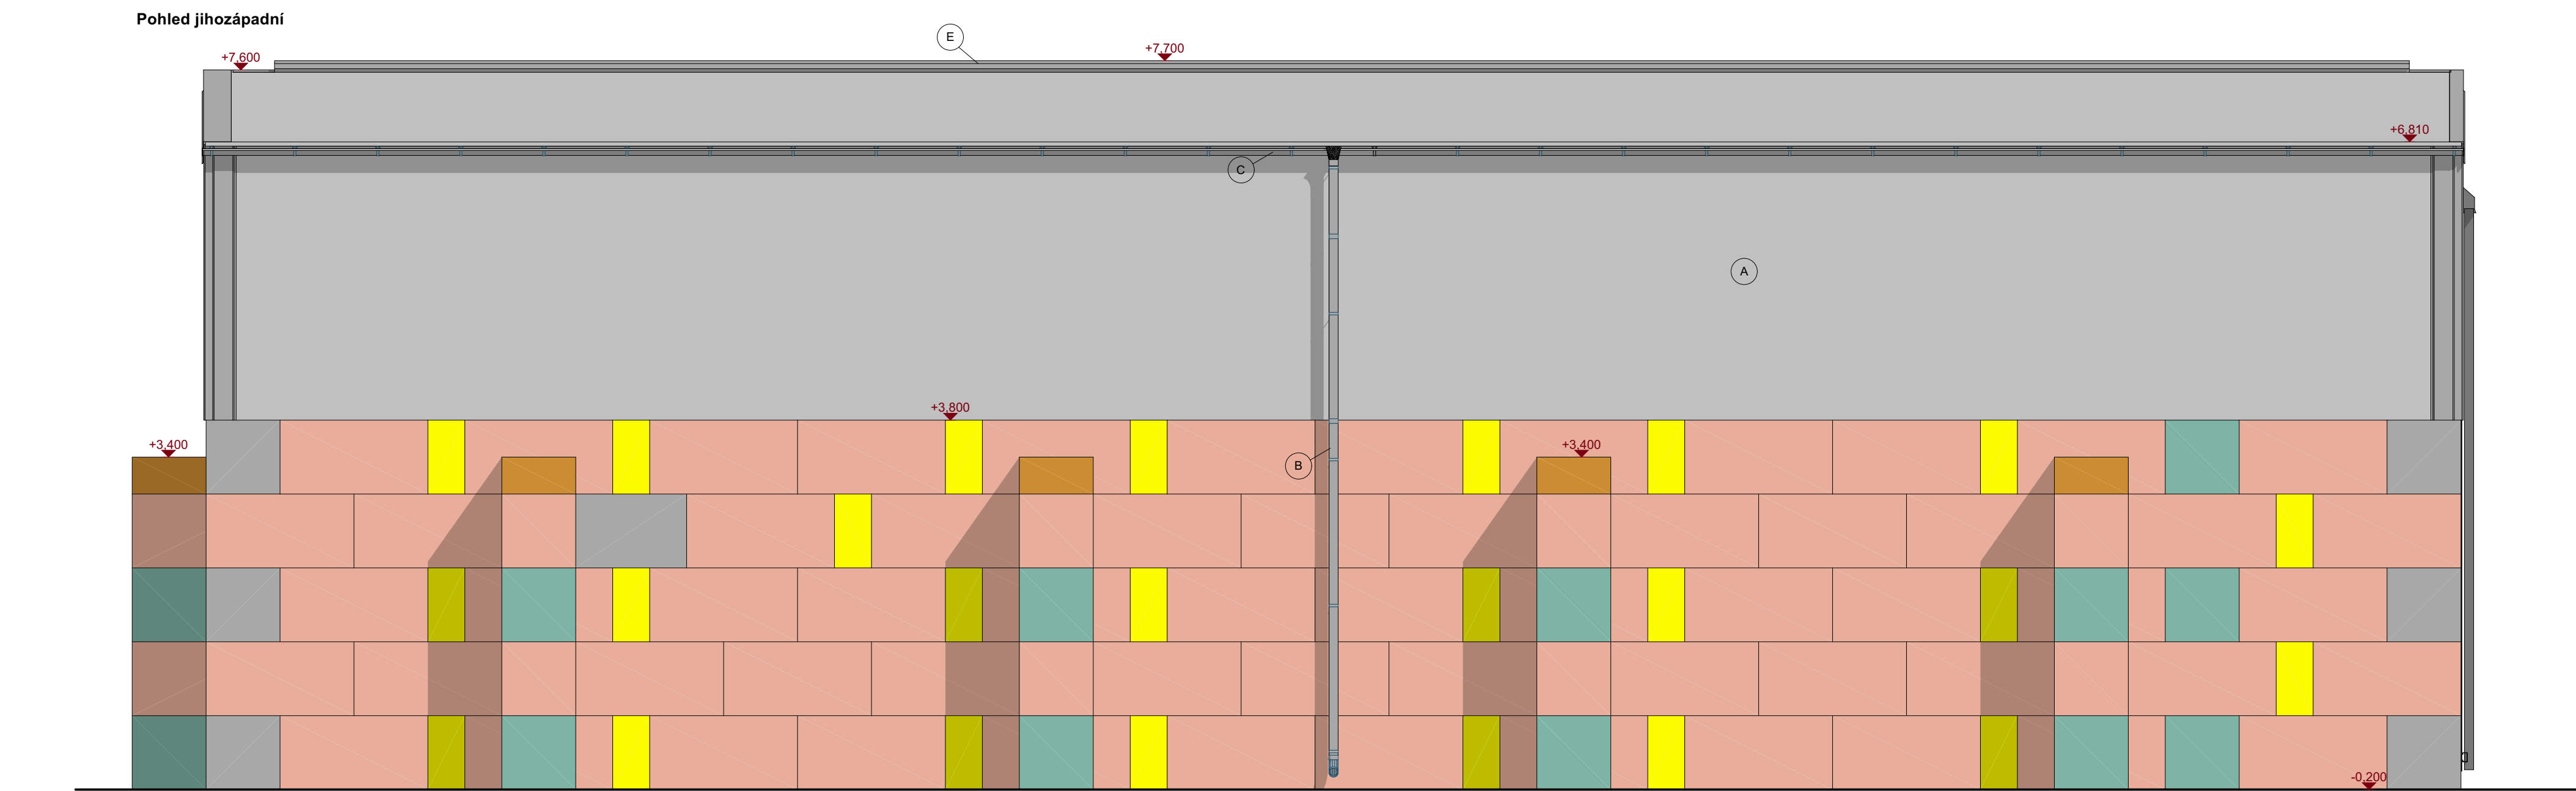 Pohled jihozápadní
E
+7,700
+7,600
+6,810
C
A
+3,800
+3,400
+3,400
B
-0,200